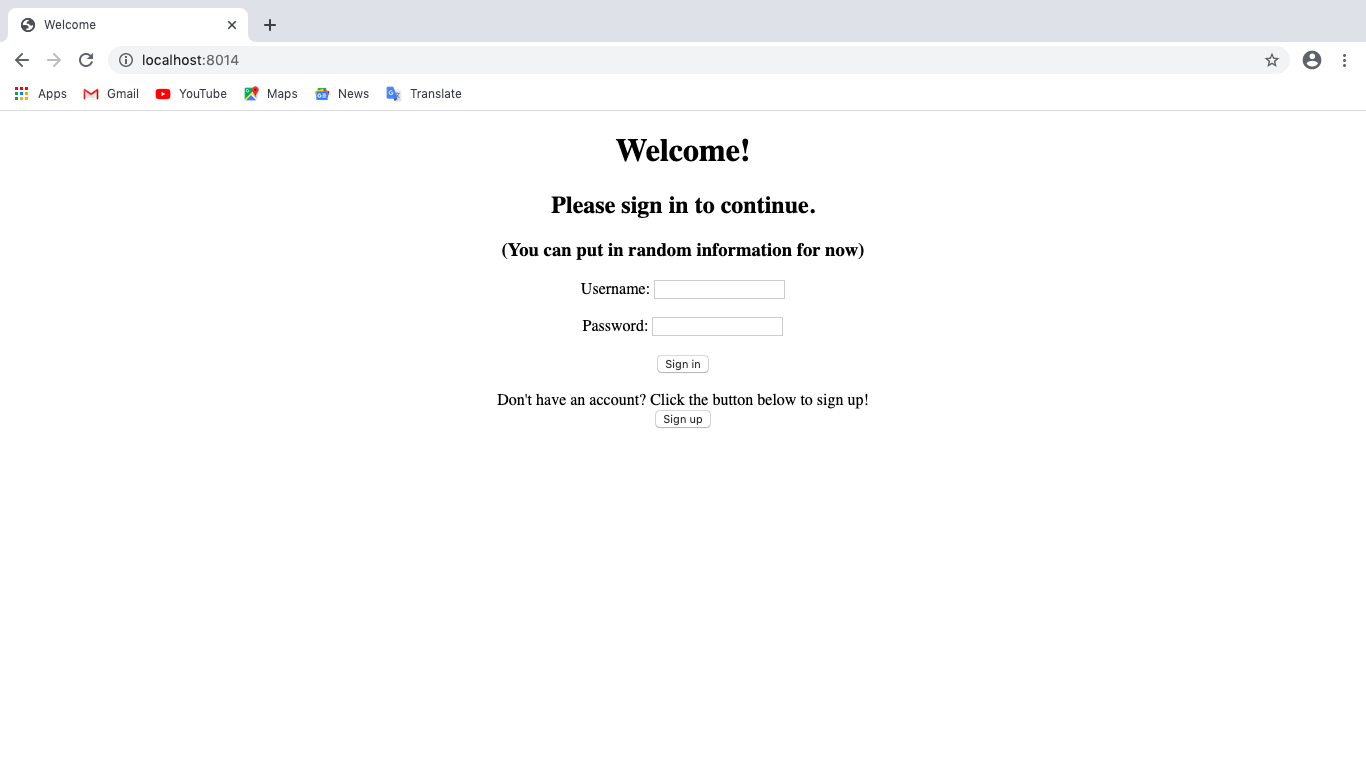 Welcome
localhost:8014
Apps Gmail YouTube Maps News Translate
Welcome!
Please sign in to continue.
(You can put in random information for now)
Username:
Password:
Sign in
Don't have an account? Click the button below to sign up!
Sign up